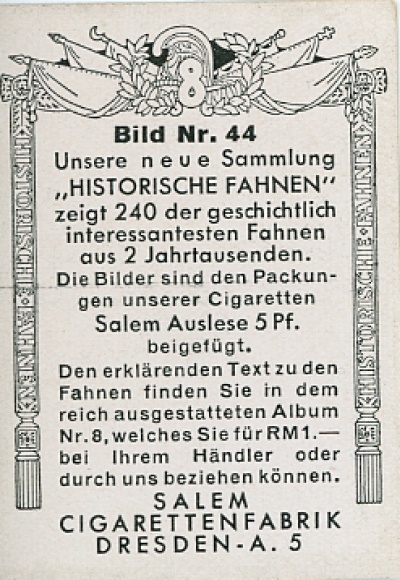 8
Bild Nr. 44
Unsere neue Sammlung
„HISTORISCHE FAHNEN"
zeigt 240 der geschichtlich
interessantesten Fahnen
aus 2 Jahrtausenden.
Die Bilder sind den Packun-
gen unserer Cigaretten
Salem Auslese 5 Pf.
beigefügt.
Den erklärenden Text zu den
Fahnen finden Sie in dem
reich ausgestatteten Album
Nr. 8, welches Sie für RM1.—
bei Ihrem Händler oder
durch uns beziehen können.
SALEM
CIGARETTENFABRIK
DRESDEN-A. 5
HISTORISCHE·FAHNEN
HISTORISCHE·FAHNEN